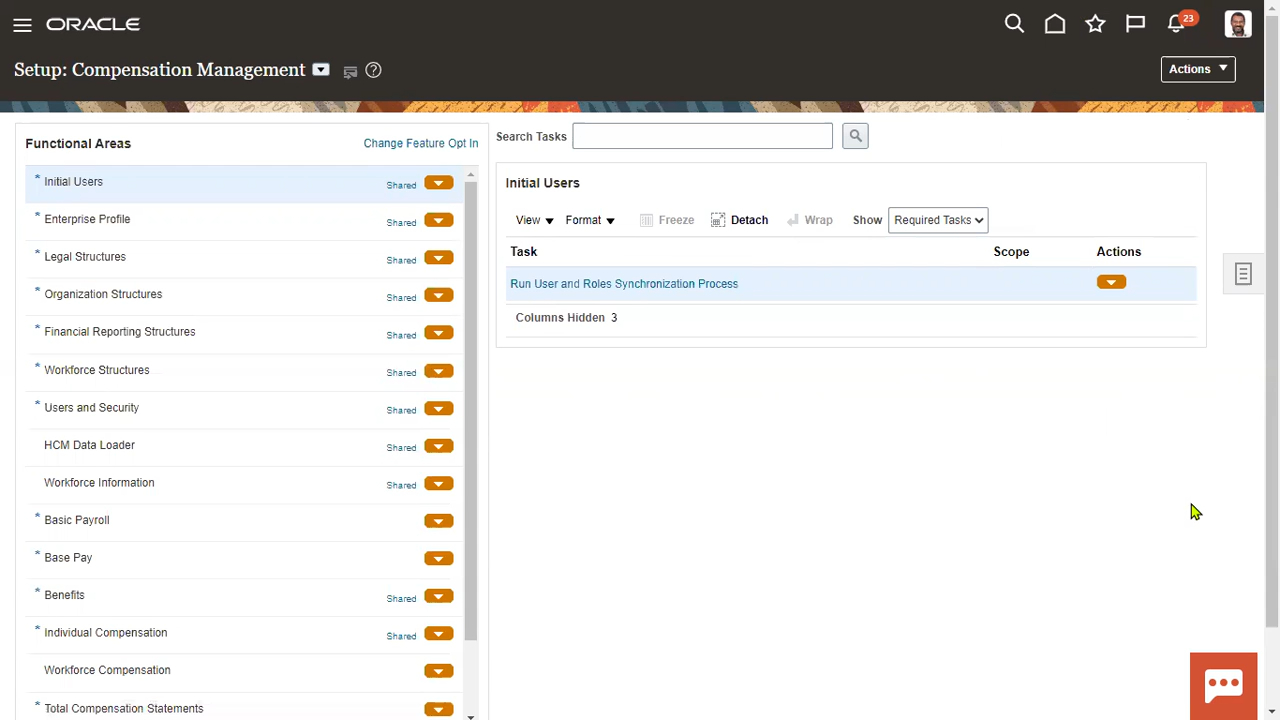 ORACLE
23
Setup: Compensation Management
Actions
Functional Areas
Change Feature Opt In
* Initial Users Shared
* Enterprise Profile Shared
* Legal Structures Shared
* Organization Structures Shared
* Financial Reporting Structures Shared
* Workforce Structures Shared
* Users and Security Shared
HCM Data Loader Shared
Workforce Information Shared
* Basic Payroll
* Base Pay
* Benefits Shared
* Individual Compensation Shared
Workforce Compensation
* Total Compensation Statements
Search Tasks
Initial Users
View Format Freeze Detach Wrap Show Required Tasks
Task Scope Actions
Run User and Roles Synchronization Process
Columns Hidden 3